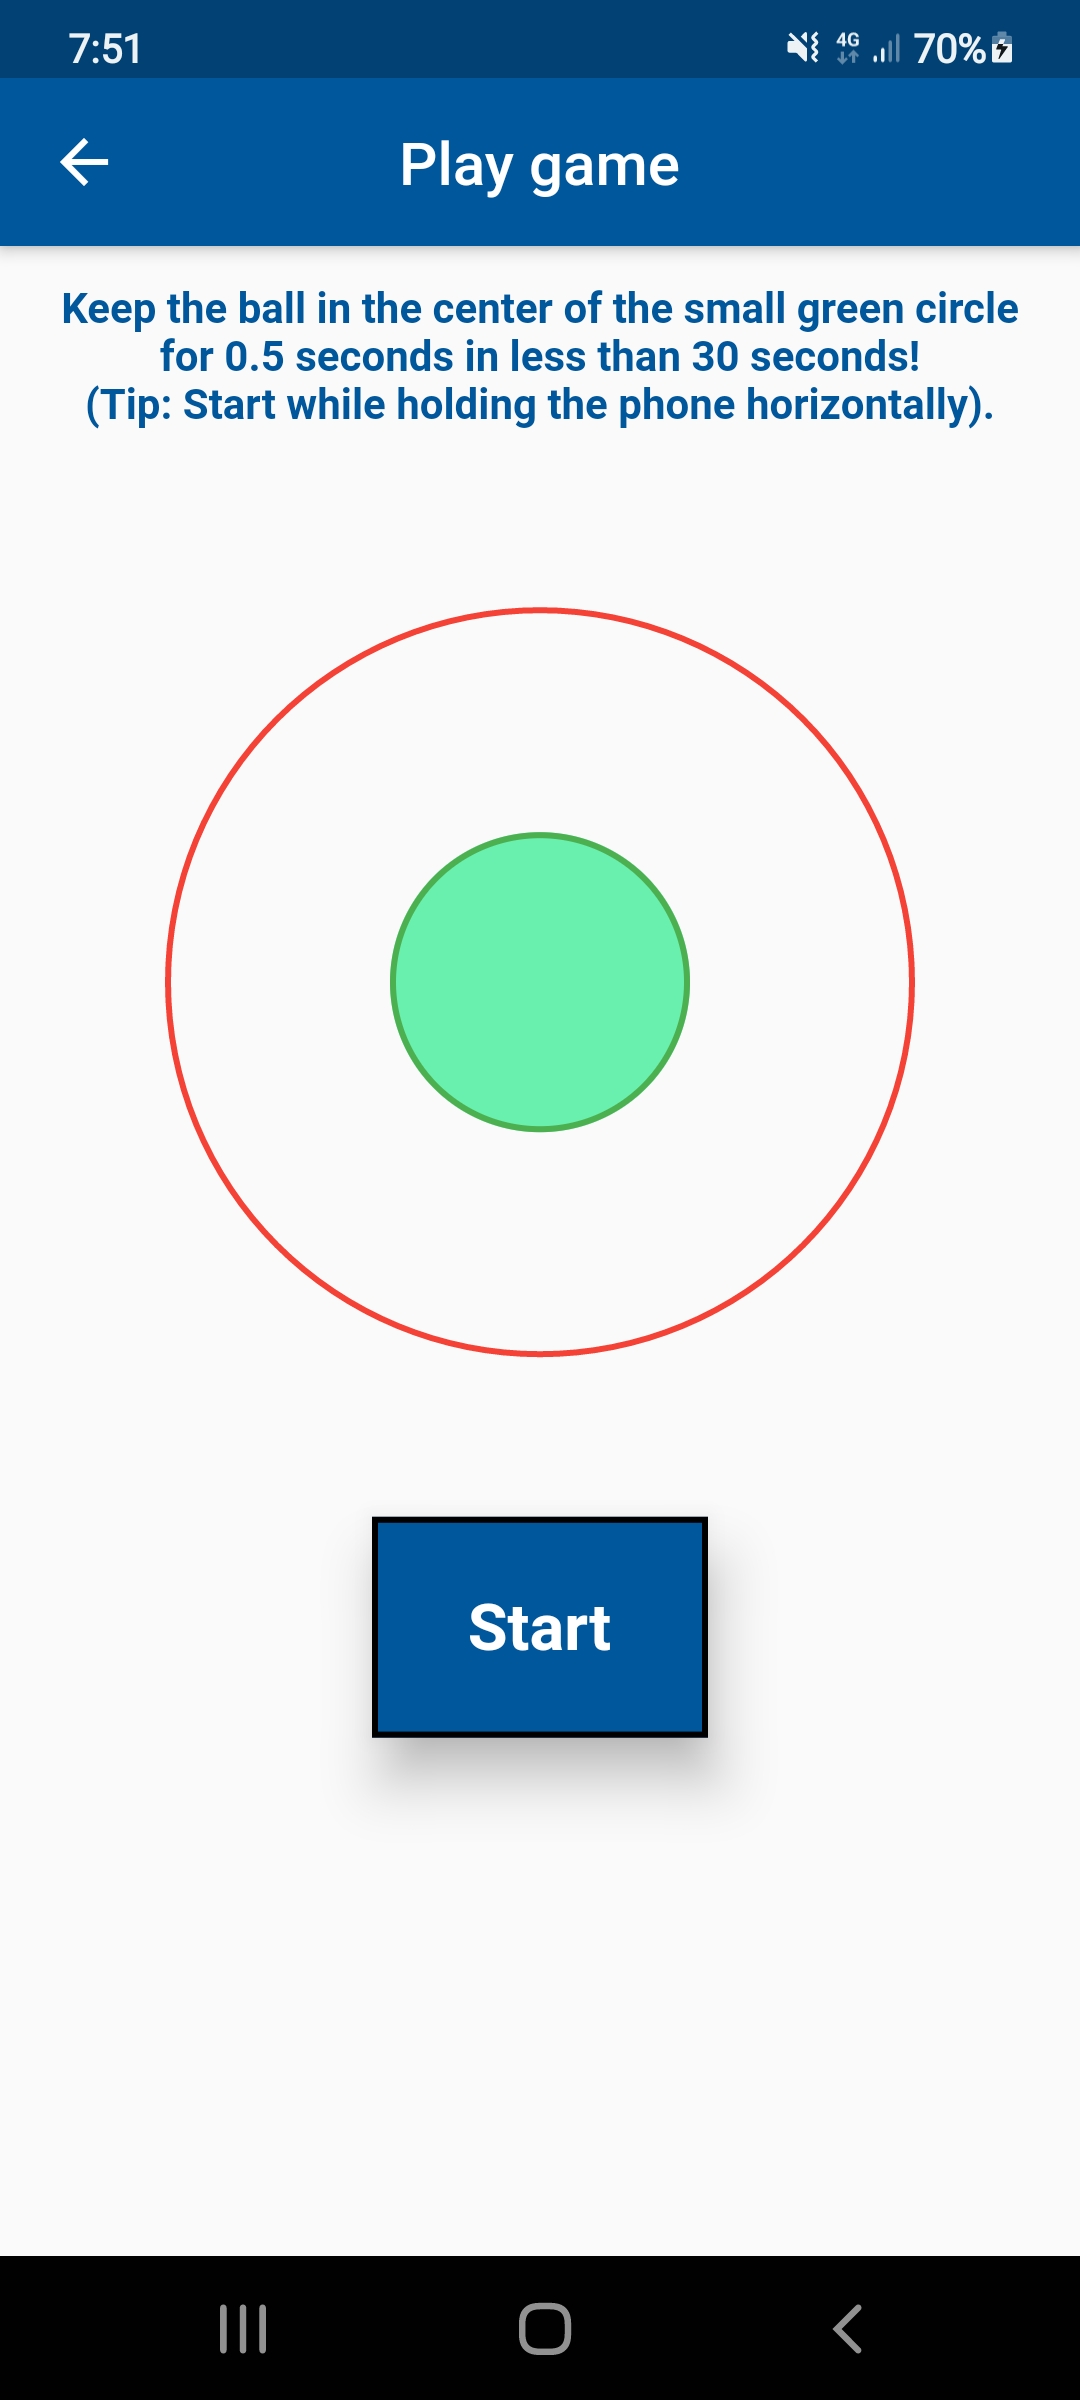 7:51
4G
70%
Play game
Keep the ball in the center of the small green circle
for 0.5 seconds in less than 30 seconds!
(Tip: Start while holding the phone horizontally).
Start